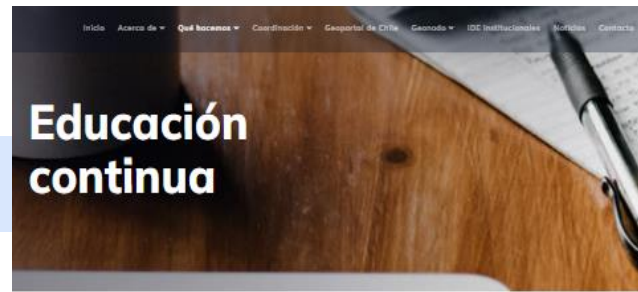 Inicio Acerca de Qué hacemos Coordinación Geoportal de Chile Geonodo IDE Institucionales Noticias Contacto
Educación
continua